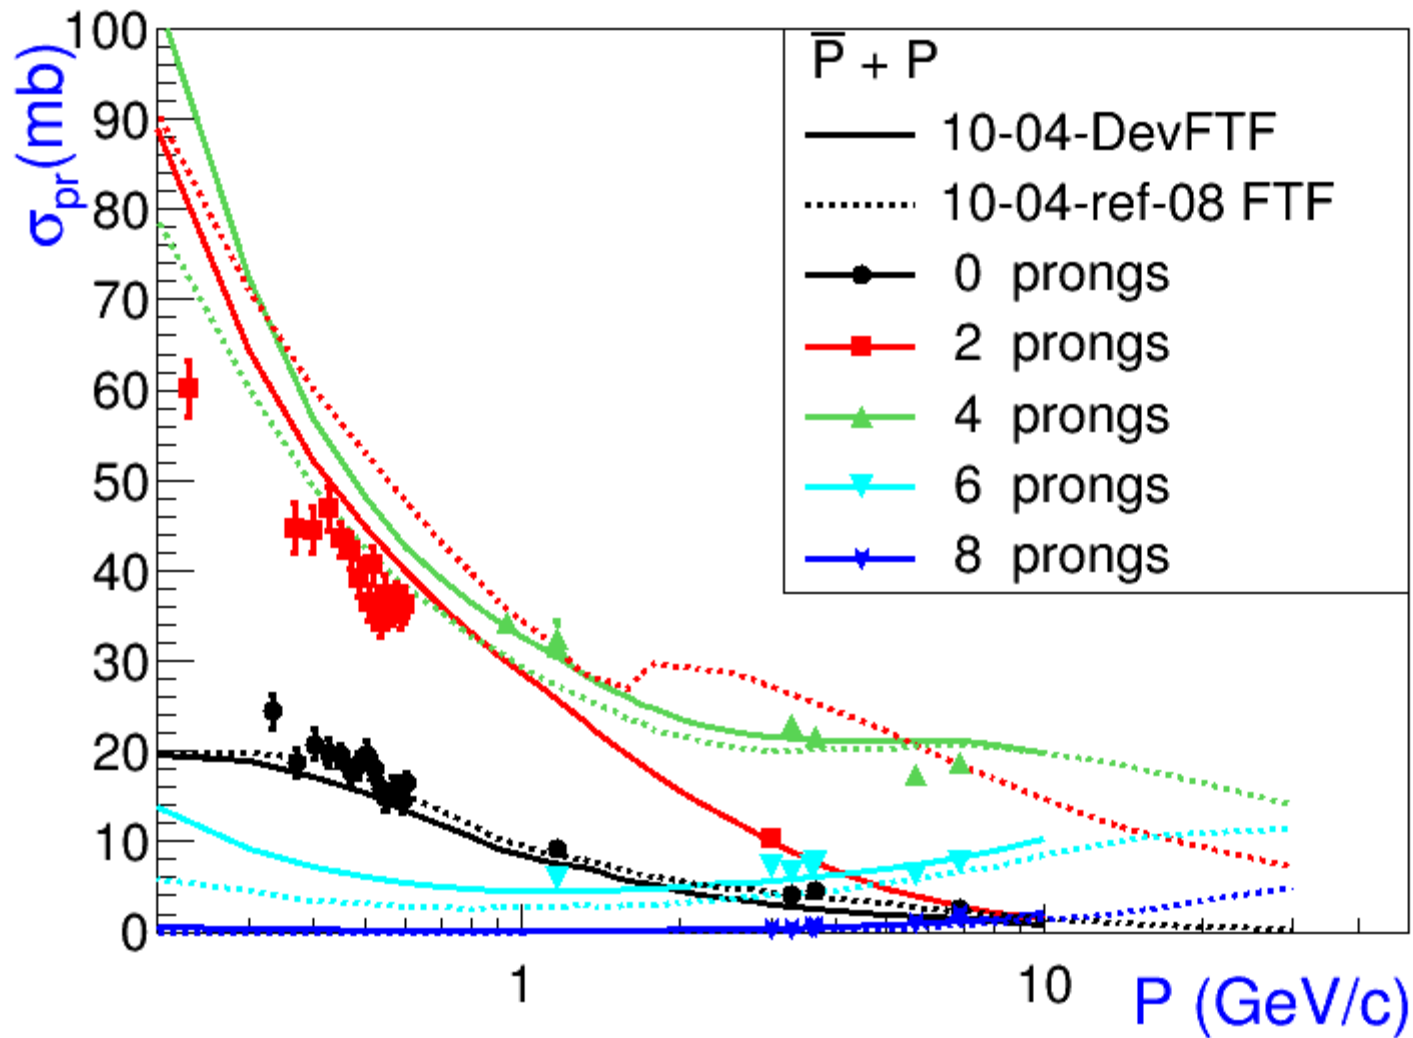 σpr(mb)
100
90
80
70
60
50
40
30
20
10
0
P̅ + P
10-04-DevFTF
10-04-ref-08 FTF
0 prongs
2 prongs
4 prongs
6 prongs
8 prongs
1
10
P (GeV/c)